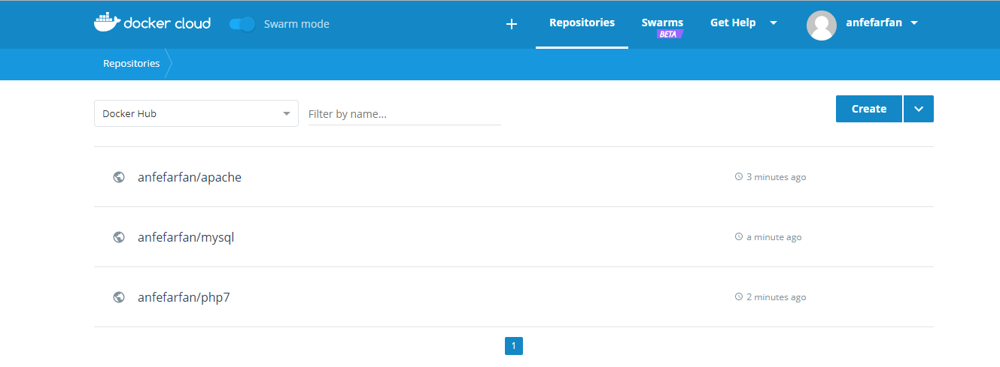 docker cloud
Swarm mode
+
Repositories
Swarms
BETA
Get Help
anfefarfan
Repositories
Docker Hub
Filter by name...
Create
anfefarfan/apache
3 minutes ago
anfefarfan/mysql
a minute ago
anfefarfan/php7
2 minutes ago
1